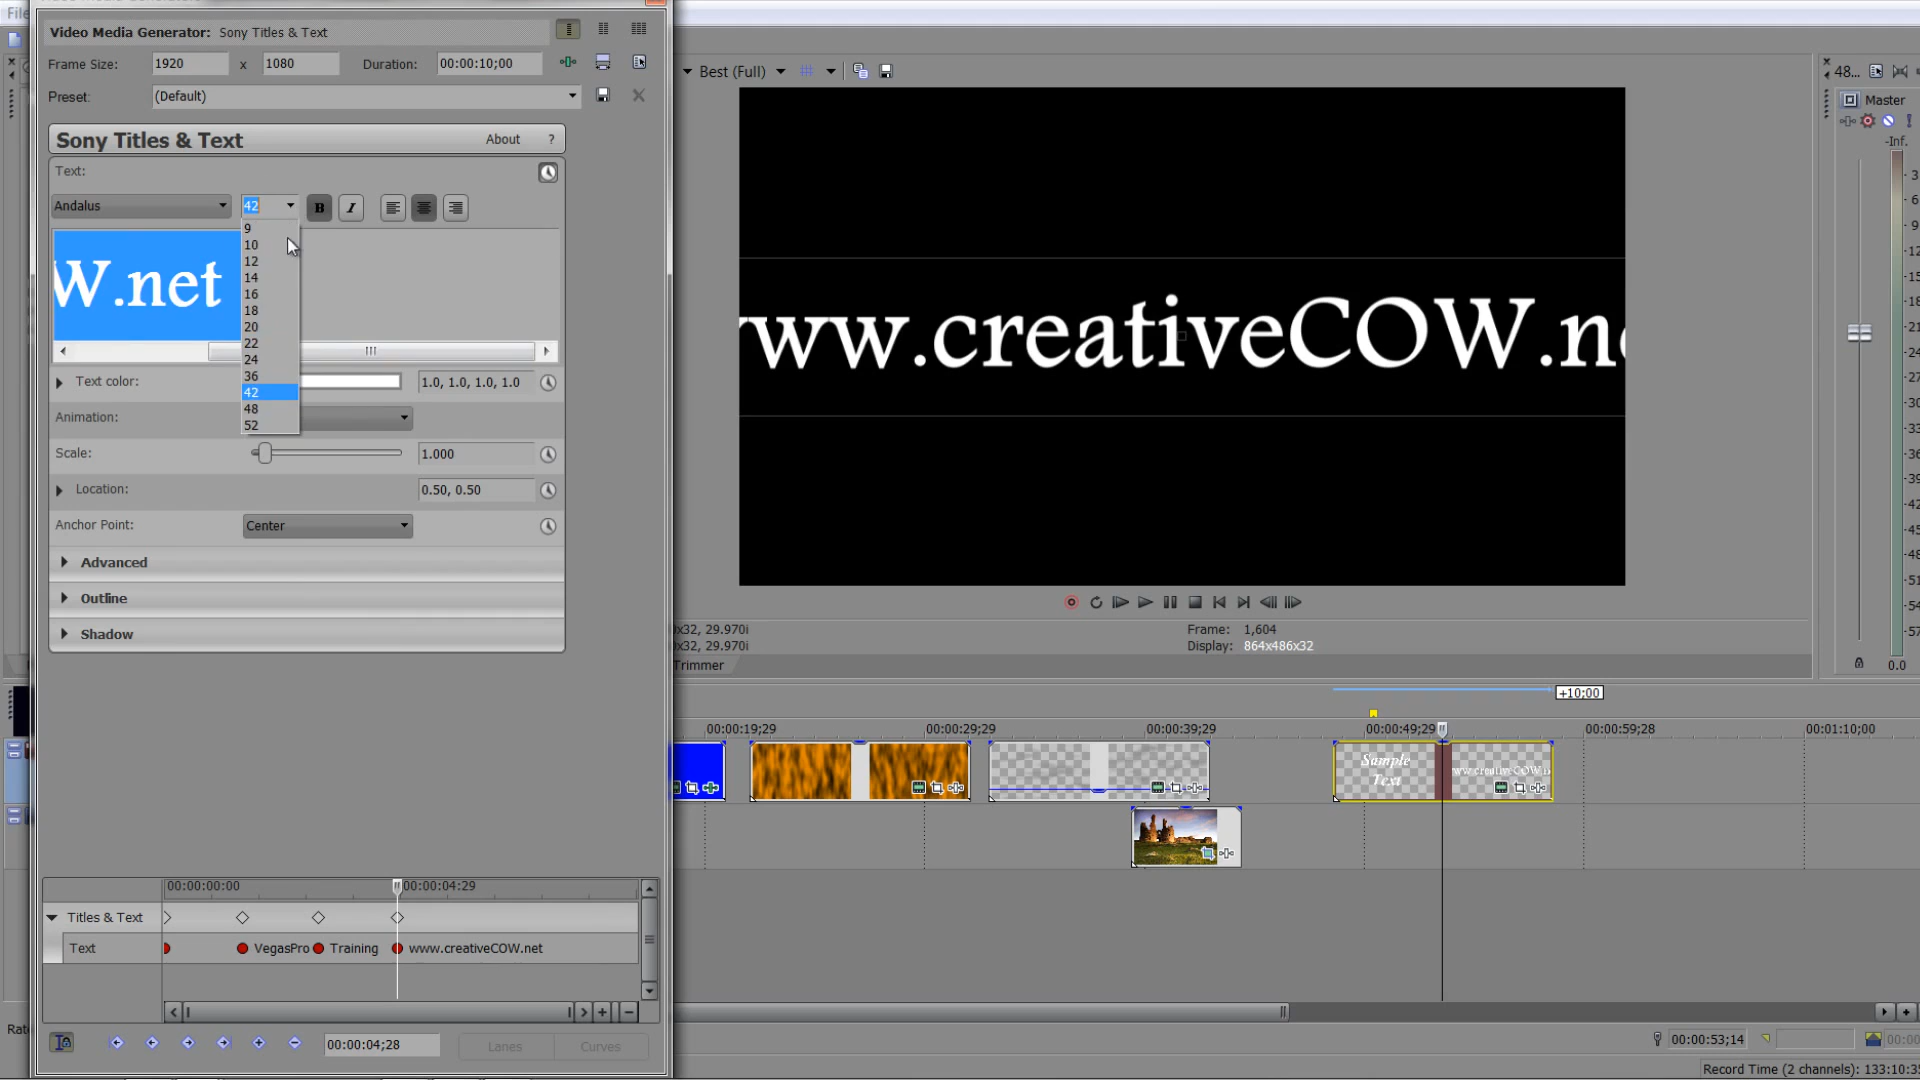 File
Video Media Generator: Sony Titles & Text
Frame Size: 1920 x 1080 Duration: 00:00:10;00
Preset: (Default)
Sony Titles & Text About ?
Text:
Andalus 42 B I
9
10
12
14
16
18
20
22
24
36
42
48
52
W.net
Text color: 1.0, 1.0, 1.0, 1.0
Animation:
Scale: 1.000
Location: 0.50, 0.50
Anchor Point: Center
Advanced
Outline
Shadow
00:00:00:00 00:00:04:29
Titles & Text
Text VegasPro Training www.creativeCOW.net
00:00:04;28 Lanes Curves
Best (Full)
www.creativeCOW.ne
x32, 29.970i Frame: 1,604
x32, 29.970i Display: 864x486x32
Trimmer
48...
Master
-Inf.
3
6
9
12
15
18
21
24
27
30
33
36
39
42
45
48
51
54
57
0.0
+10;00
00:00:19;29 00:00:29;29 00:00:39;29 00:00:49;29 00:00:59;28 00:01:10;00
Sample
Text
www.creativeCOW.n
Rat
00:00:53;14 00:00
Record Time (2 channels): 133:10:3